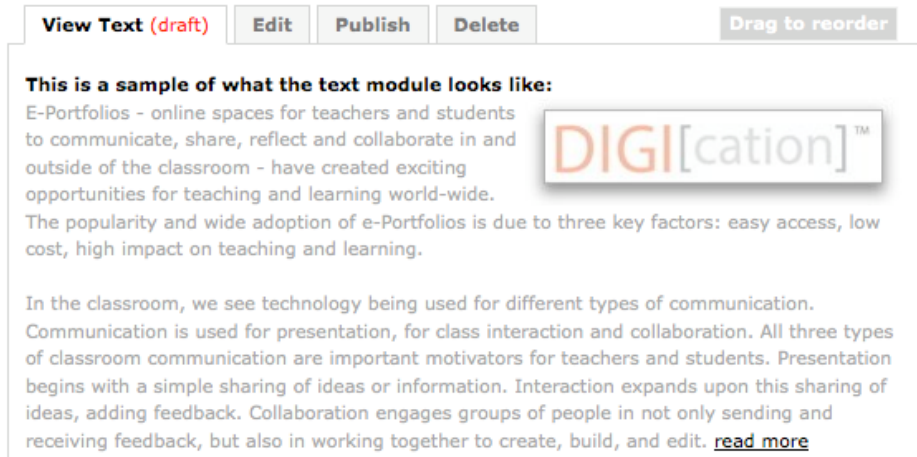 View Text (draft) Edit Publish Delete Drag to reorder
This is a sample of what the text module looks like:
E-Portfolios - online spaces for teachers and students
to communicate, share, reflect and collaborate in and
outside of the classroom - have created exciting
opportunities for teaching and learning world-wide.
DIGI[cation]™
The popularity and wide adoption of e-Portfolios is due to three key factors: easy access, low
cost, high impact on teaching and learning.
In the classroom, we see technology being used for different types of communication.
Communication is used for presentation, for class interaction and collaboration. All three types
of classroom communication are important motivators for teachers and students. Presentation
begins with a simple sharing of ideas or information. Interaction expands upon this sharing of
ideas, adding feedback. Collaboration engages groups of people in not only sending and
receiving feedback, but also in working together to create, build, and edit. read more